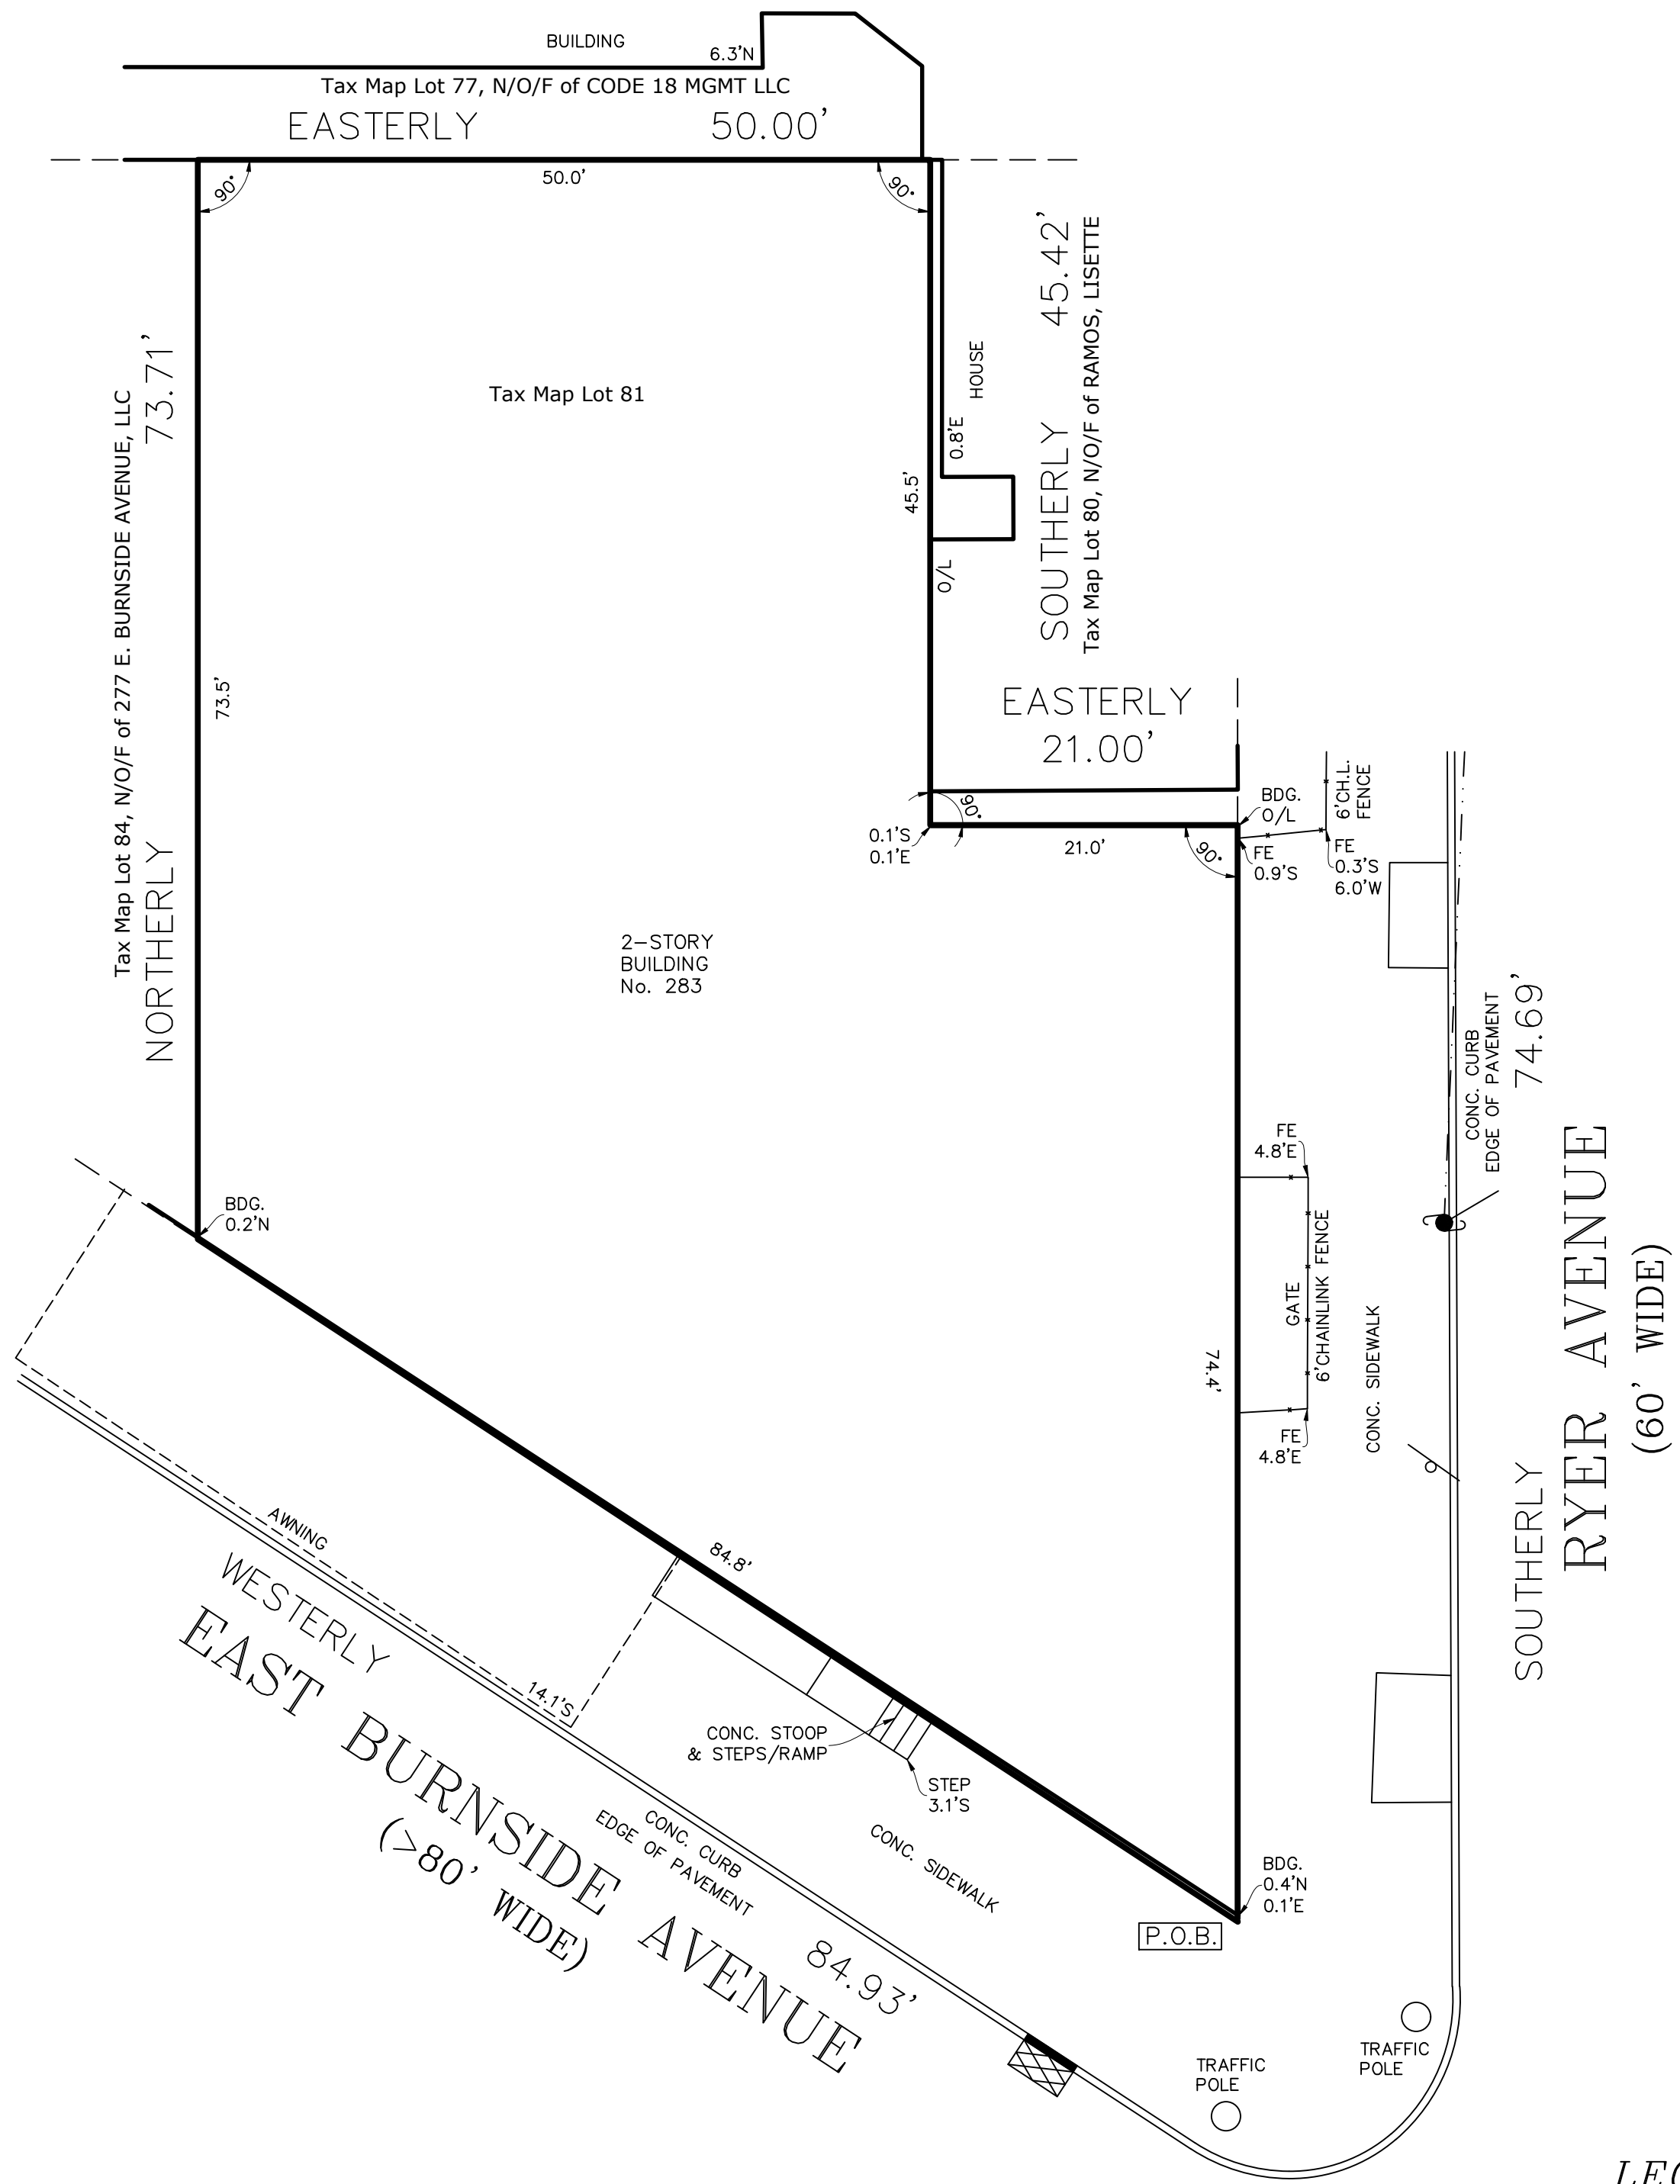 BUILDING
6.3'N
Tax Map Lot 77, N/O/F of CODE 18 MGMT LLC
EASTERLY 50.00'
50.0'
90°
90°
Tax Map Lot 81
Tax Map Lot 84, N/O/F of 277 E. BURNSIDE AVENUE, LLC
NORTHERLY 73.71'
73.5'
HOUSE
0.8'E
45.5'
O/L
SOUTHERLY 45.42'
Tax Map Lot 80, N/O/F of RAMOS, LISETTE
EASTERLY
21.00'
90°
0.1'S
0.1'E
21.0'
90°
BDG.
O/L
6'CH.L.
FENCE
FE
0.9'S
FE
0.3'S
6.0'W
2-STORY
BUILDING
No. 283
CONC. CURB
EDGE OF PAVEMENT
SOUTHERLY 74.69'
RYER AVENUE
(60' WIDE)
FE
4.8'E
GATE
6'CHAINLINK FENCE
FE
4.8'E
74.4'
CONC. SIDEWALK
BDG.
0.2'N
AWNING
84.8'
WESTERLY 84.93'
EAST BURNSIDE AVENUE
(>80' WIDE)
14.1'S
CONC. STOOP
& STEPS/RAMP
STEP
3.1'S
CONC. CURB
EDGE OF PAVEMENT
CONC. SIDEWALK
BDG.
0.4'N
0.1'E
P.O.B.
TRAFFIC
POLE
TRAFFIC
POLE